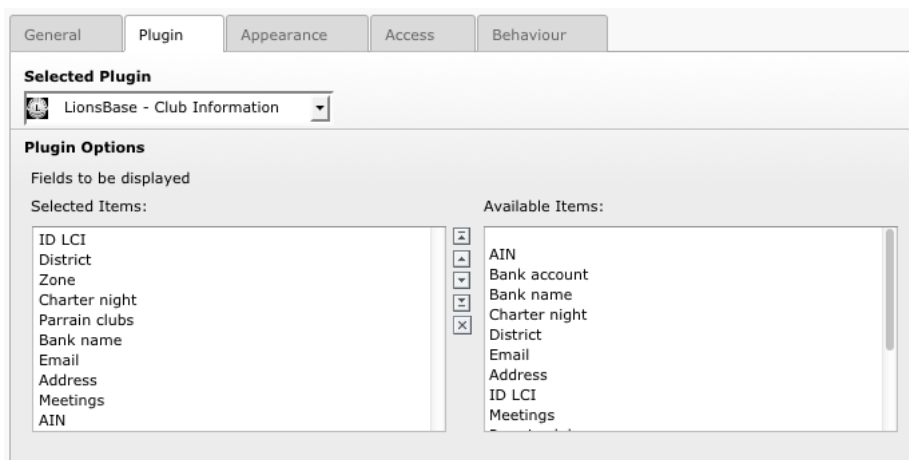 General Plugin Appearance Access Behaviour
Selected Plugin
LionsBase - Club Information
Plugin Options
Fields to be displayed
Selected Items:
ID LCI
District
Zone
Charter night
Parrain clubs
Bank name
Email
Address
Meetings
AIN
Available Items:
AIN
Bank account
Bank name
Charter night
District
Email
Address
ID LCI
Meetings